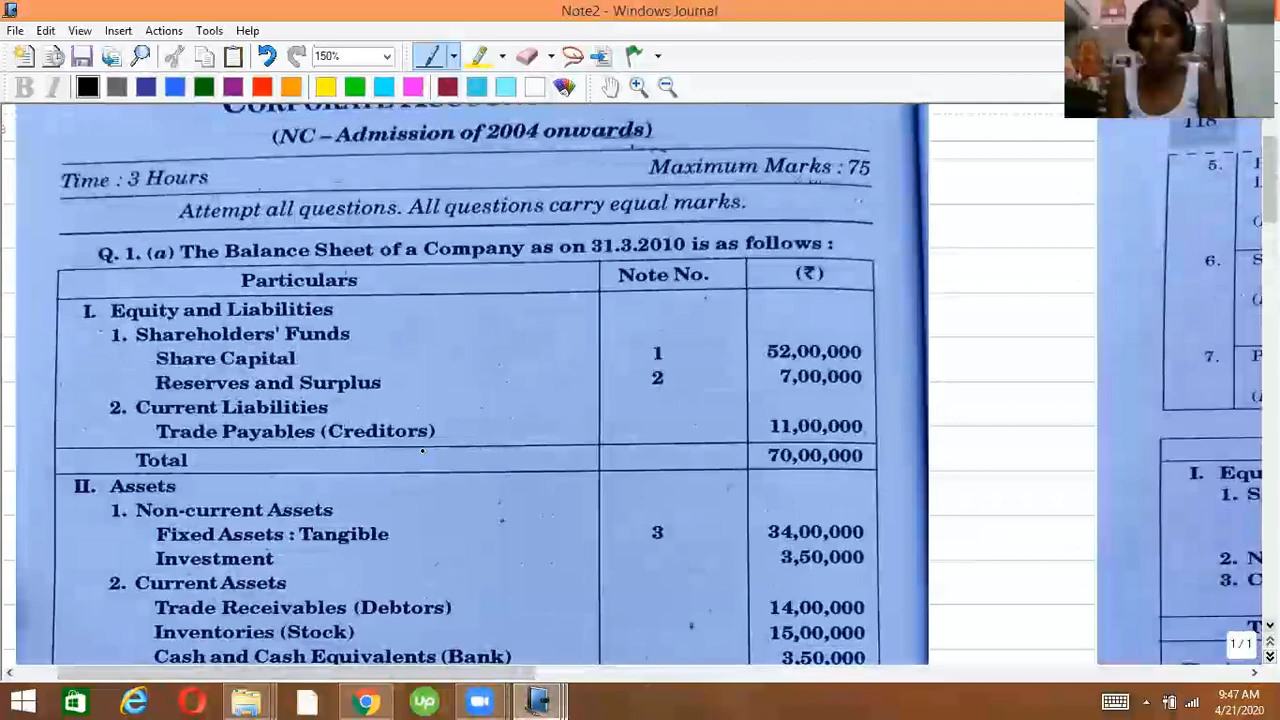 Note2 - Windows Journal
File Edit View Insert Actions Tools Help
150%
B I
(NC – Admission of 2004 onwards)
Time : 3 Hours Maximum Marks : 75
Attempt all questions. All questions carry equal marks.
Q. 1. (a) The Balance Sheet of a Company as on 31.3.2010 is as follows :
Particulars Note No. (₹)
I. Equity and Liabilities
1. Shareholders' Funds
Share Capital 1 52,00,000
Reserves and Surplus 2 7,00,000
2. Current Liabilities
Trade Payables (Creditors) 11,00,000
Total 70,00,000
II. Assets
1. Non-current Assets
Fixed Assets : Tangible 3 34,00,000
Investment 3,50,000
2. Current Assets
Trade Receivables (Debtors) 14,00,000
Inventories (Stock) 15,00,000
Cash and Cash Equivalents (Bank) 3,50,000
118
5.
6.
7.
I. Equ
1. S
2. N
3. C
1/1
9:47 AM
4/21/2020